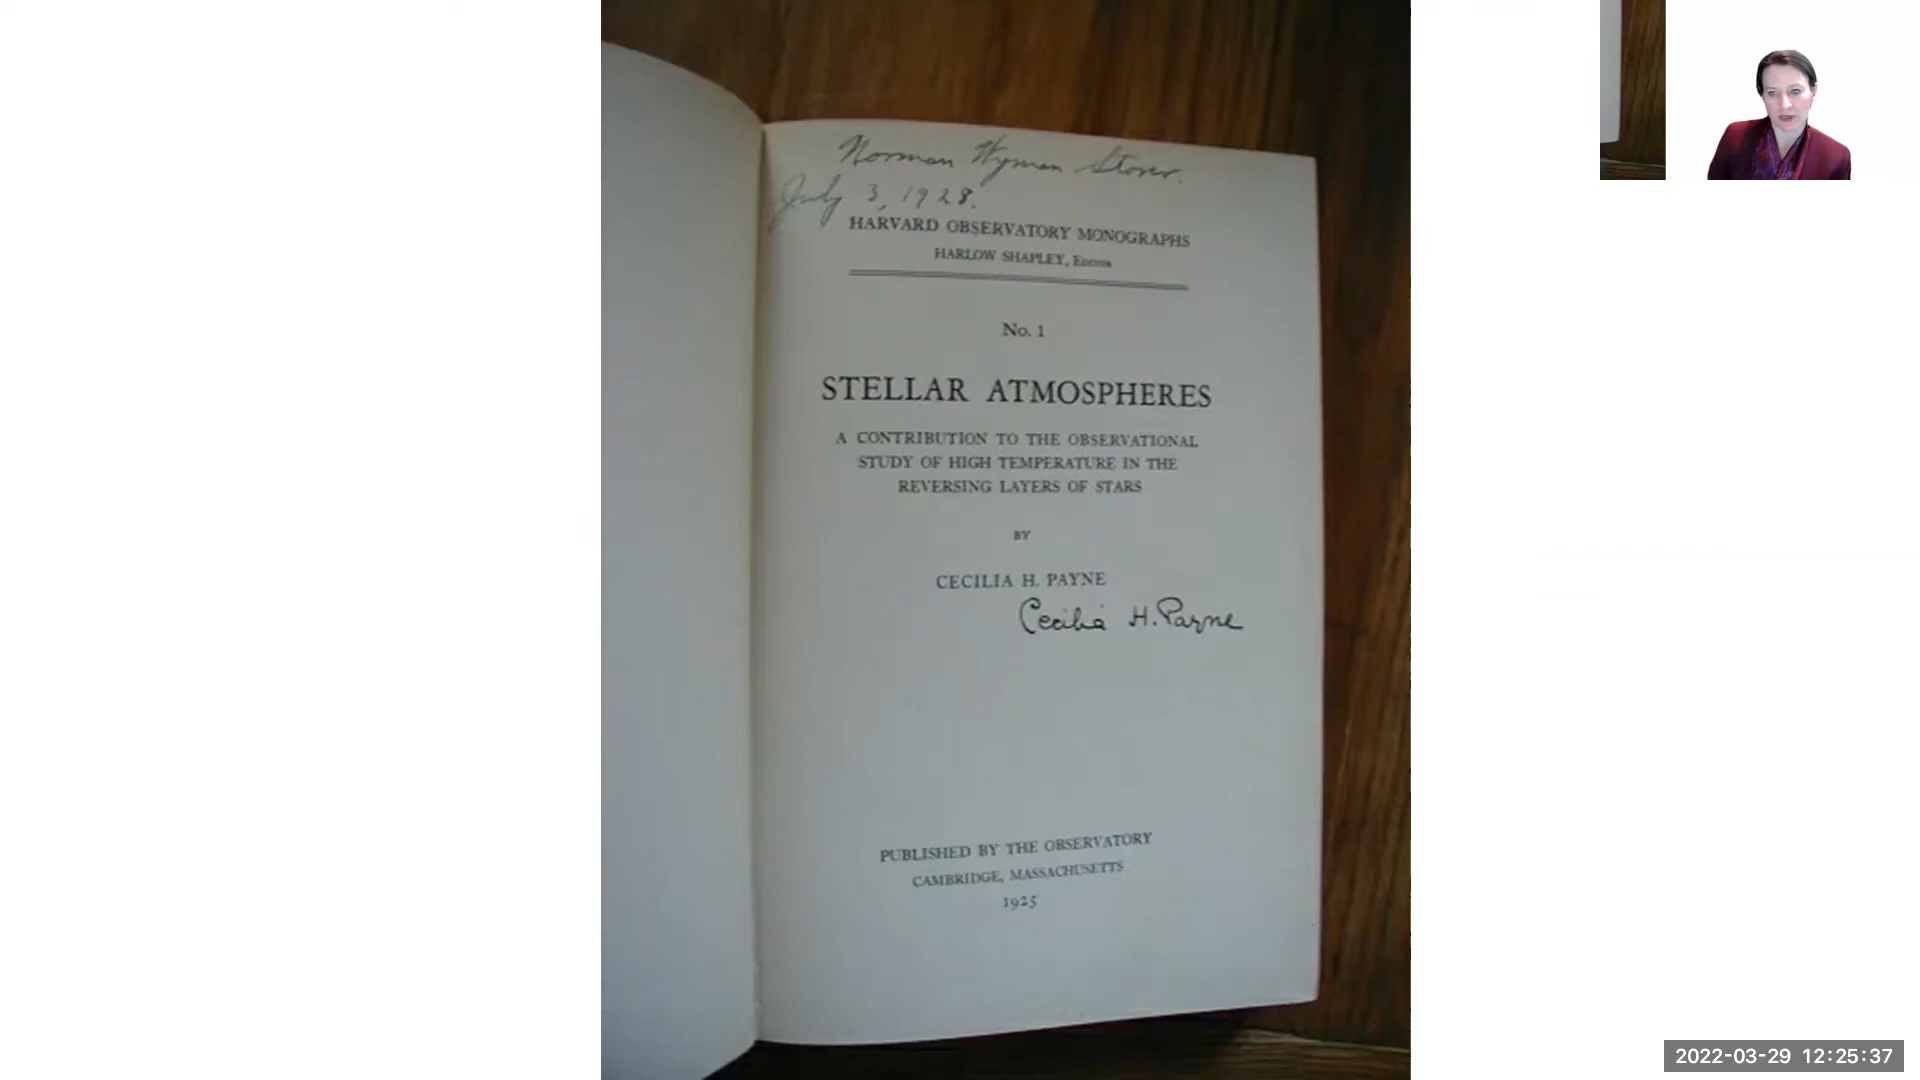 Norman Wyman Storer.
July 3, 1928.
HARVARD OBSERVATORY MONOGRAPHS
HARLOW SHAPLEY, EDITOR
No. 1
STELLAR ATMOSPHERES
A CONTRIBUTION TO THE OBSERVATIONAL
STUDY OF HIGH TEMPERATURE IN THE
REVERSING LAYERS OF STARS
BY
CECILIA H. PAYNE
Cecilia H. Payne
PUBLISHED BY THE OBSERVATORY
CAMBRIDGE, MASSACHUSETTS
1925
2022-03-29 12:25:37